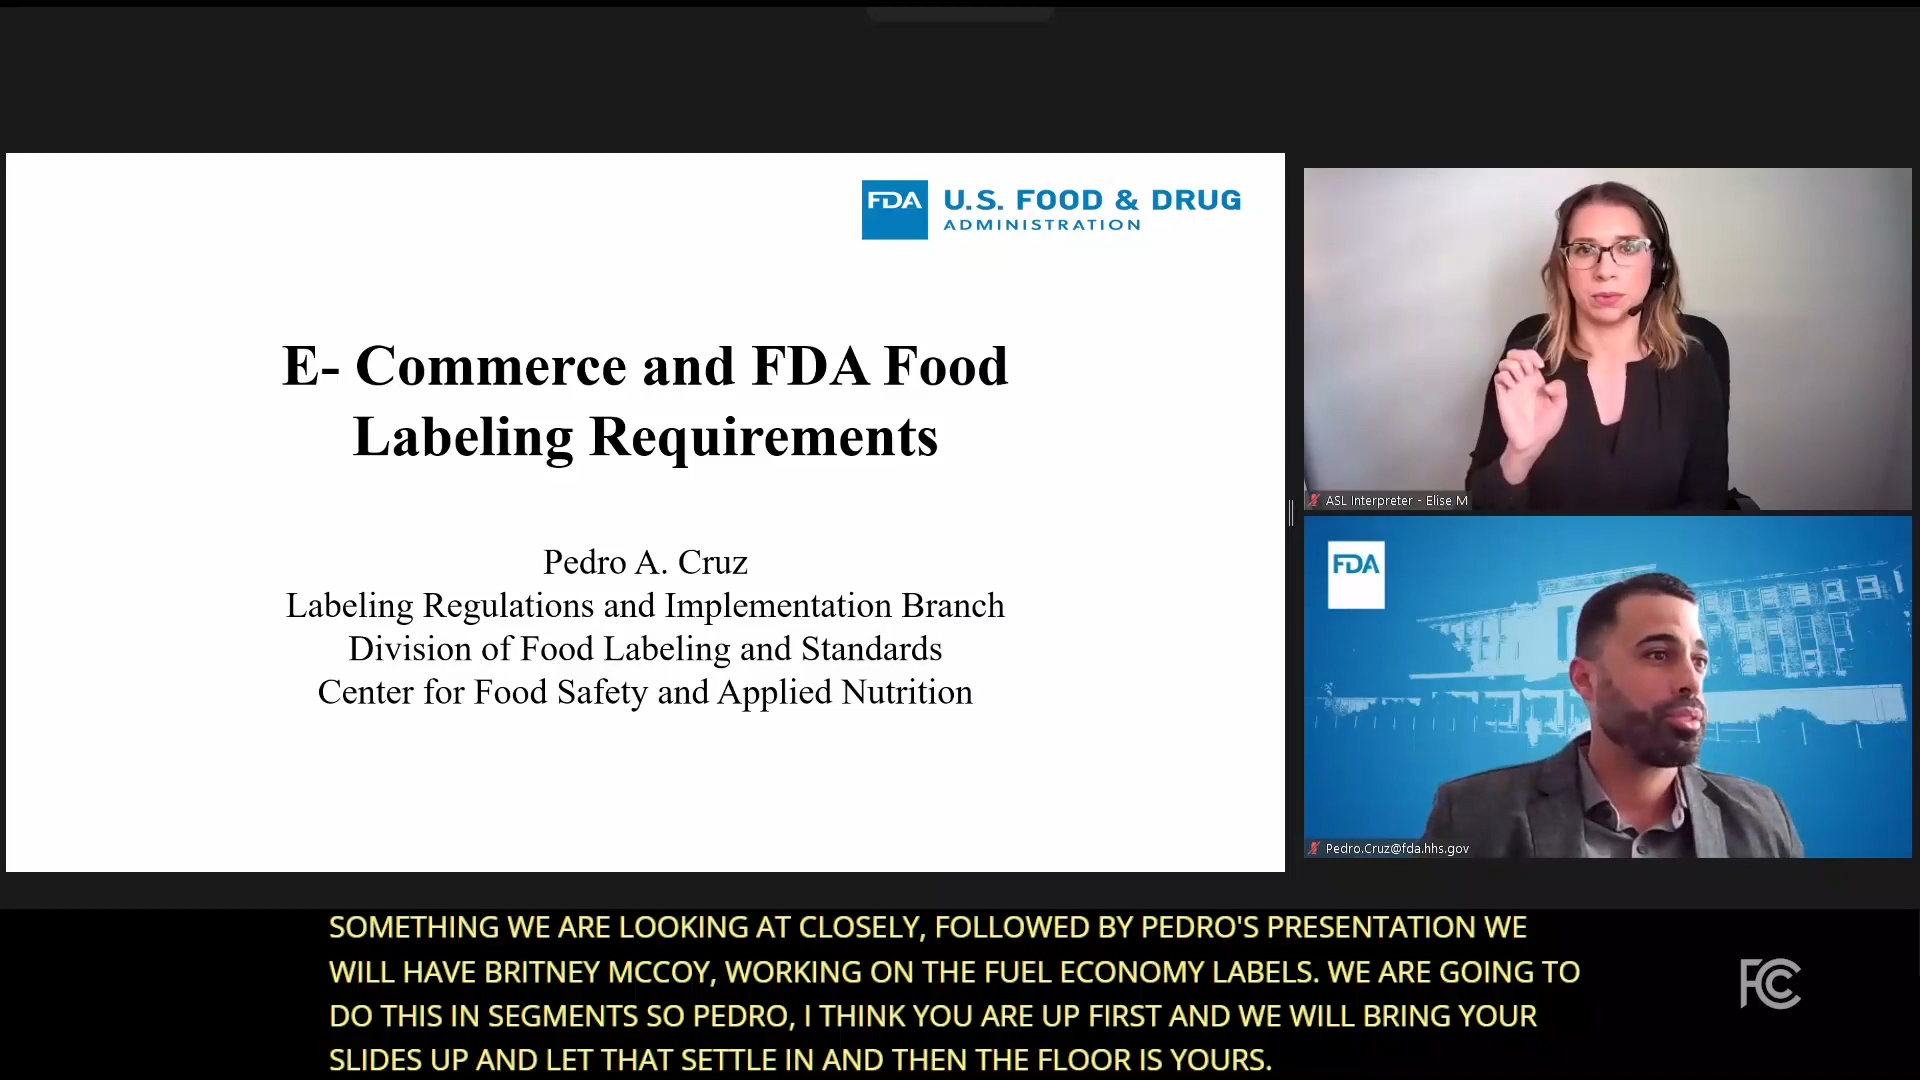 FDA U.S. FOOD & DRUG
ADMINISTRATION
E- Commerce and FDA Food
Labeling Requirements
Pedro A. Cruz
Labeling Regulations and Implementation Branch
Division of Food Labeling and Standards
Center for Food Safety and Applied Nutrition
ASL Interpreter - Elise M
FDA
Pedro.Cruz@fda.hhs.gov
SOMETHING WE ARE LOOKING AT CLOSELY, FOLLOWED BY PEDRO'S PRESENTATION WE
WILL HAVE BRITNEY MCCOY, WORKING ON THE FUEL ECONOMY LABELS. WE ARE GOING TO
DO THIS IN SEGMENTS SO PEDRO, I THINK YOU ARE UP FIRST AND WE WILL BRING YOUR
SLIDES UP AND LET THAT SETTLE IN AND THEN THE FLOOR IS YOURS.
FCC